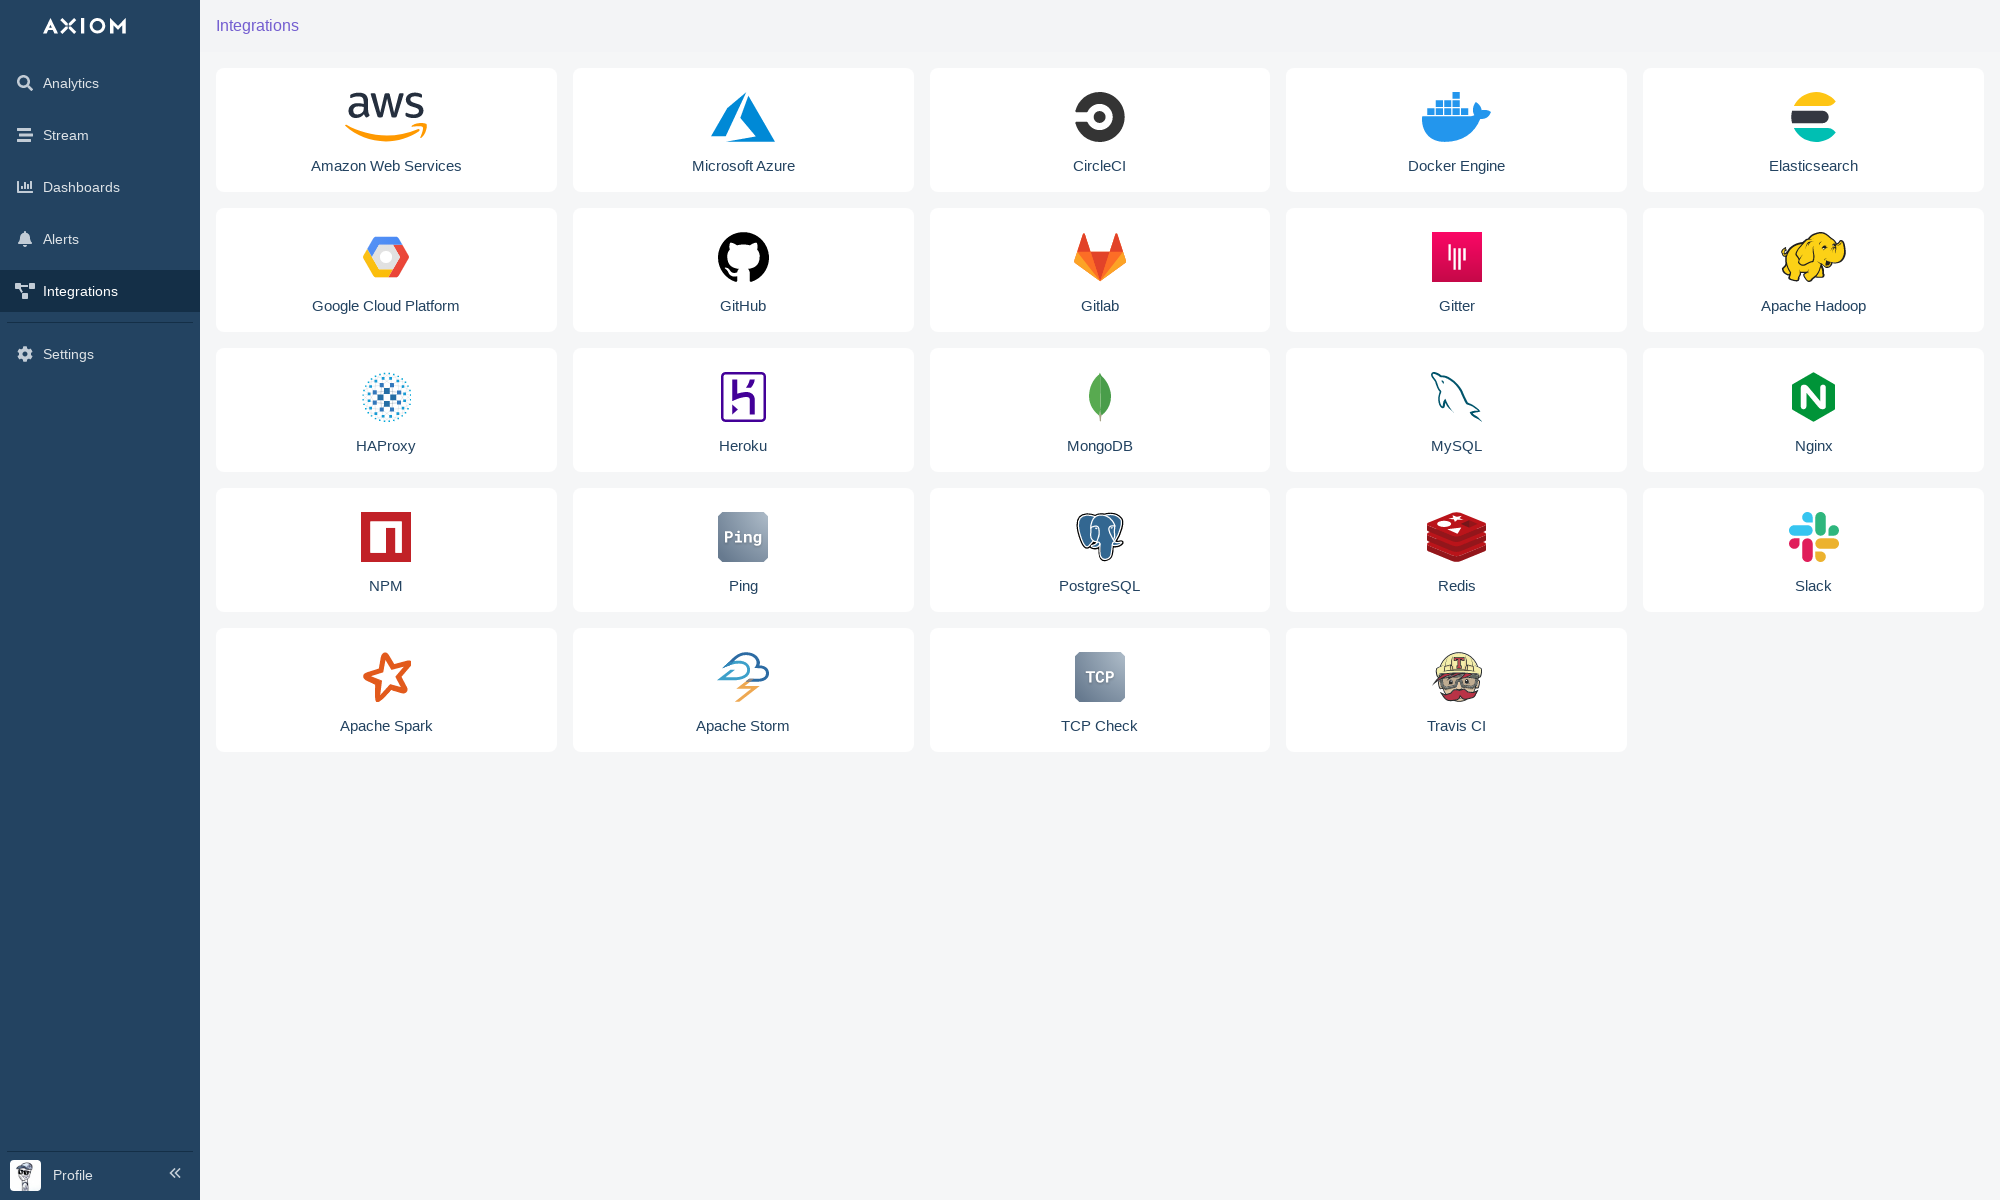 AXIOM
Integrations
Analytics
Stream
Dashboards
Alerts
Integrations
Settings
aws
Amazon Web Services
Microsoft Azure
CircleCI
Docker Engine
Elasticsearch
Google Cloud Platform
GitHub
Gitlab
Gitter
Apache Hadoop
HAProxy
Heroku
MongoDB
MySQL
Nginx
NPM
Ping
Ping
PostgreSQL
Redis
Slack
Apache Spark
Apache Storm
TCP
TCP Check
T
Travis CI
Profile